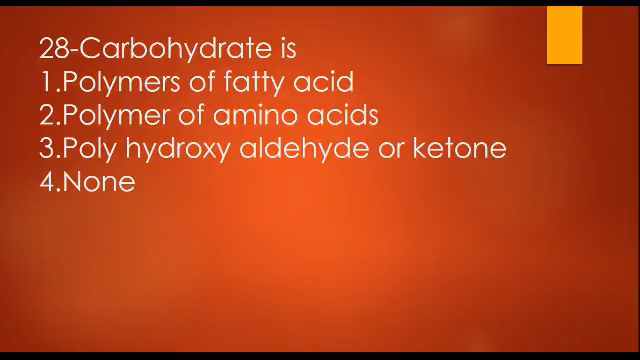 28-Carbohydrate is
1.Polymers of fatty acid
2.Polymer of amino acids
3.Poly hydroxy aldehyde or ketone
4.None